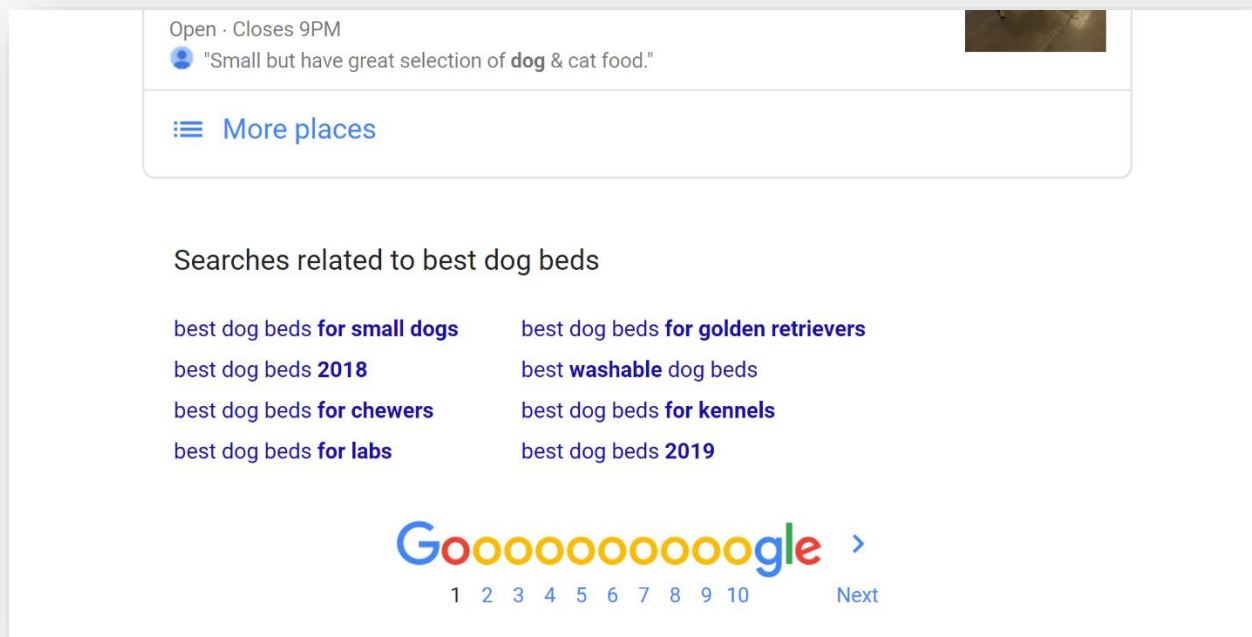 Open · Closes 9PM
"Small but have great selection of dog & cat food."
More places
Searches related to best dog beds
best dog beds for small dogs
best dog beds for golden retrievers
best dog beds 2018
best washable dog beds
best dog beds for chewers
best dog beds for kennels
best dog beds for labs
best dog beds 2019
Goooooooooogle >
1 2 3 4 5 6 7 8 9 10 Next